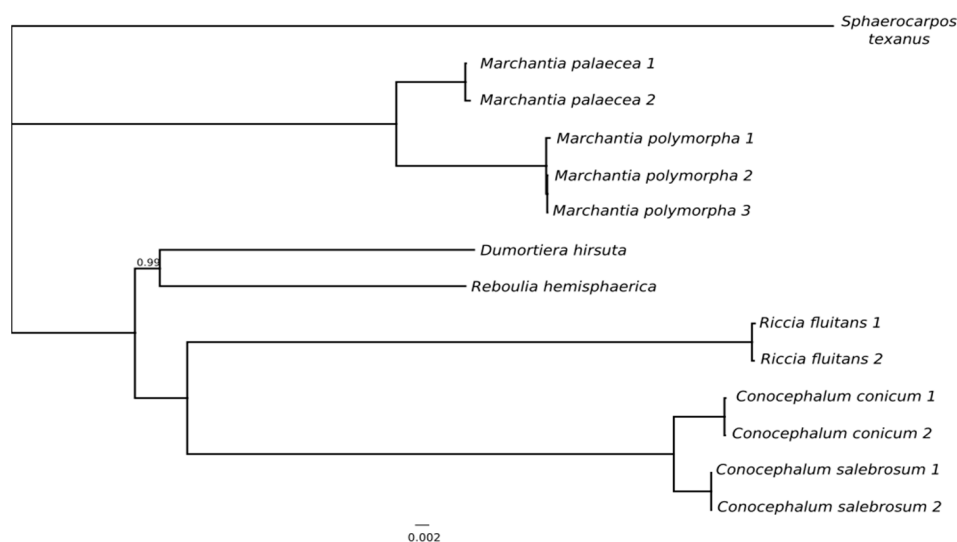 Sphaerocarpos
texanus
Marchantia palaecea 1
Marchantia palaecea 2
Marchantia polymorpha 1
Marchantia polymorpha 2
Marchantia polymorpha 3
Dumortiera hirsuta
0.99
Reboulia hemisphaerica
Riccia fluitans 1
Riccia fluitans 2
Conocephalum conicum 1
Conocephalum conicum 2
Conocephalum salebrosum 1
Conocephalum salebrosum 2
0.002